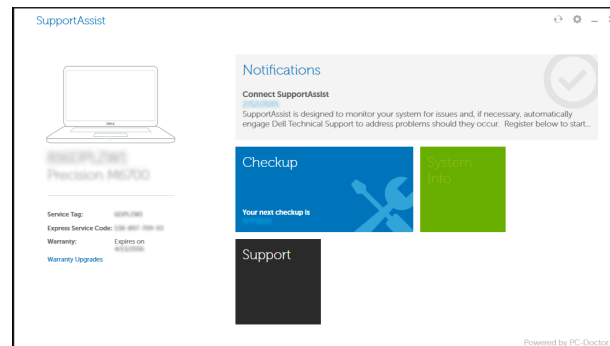 SupportAssist
DELL
Precision M6700
Service Tag:
Express Service Code:
Warranty: Expires on
Warranty Upgrades
Notifications
Connect SupportAssist
SupportAssist is designed to monitor your system for issues and, if necessary, automatically
engage Dell Technical Support to address problems should they occur. Register below to start...
Checkup
Your next checkup is
System
Info
Support
Powered by PC-Doctor